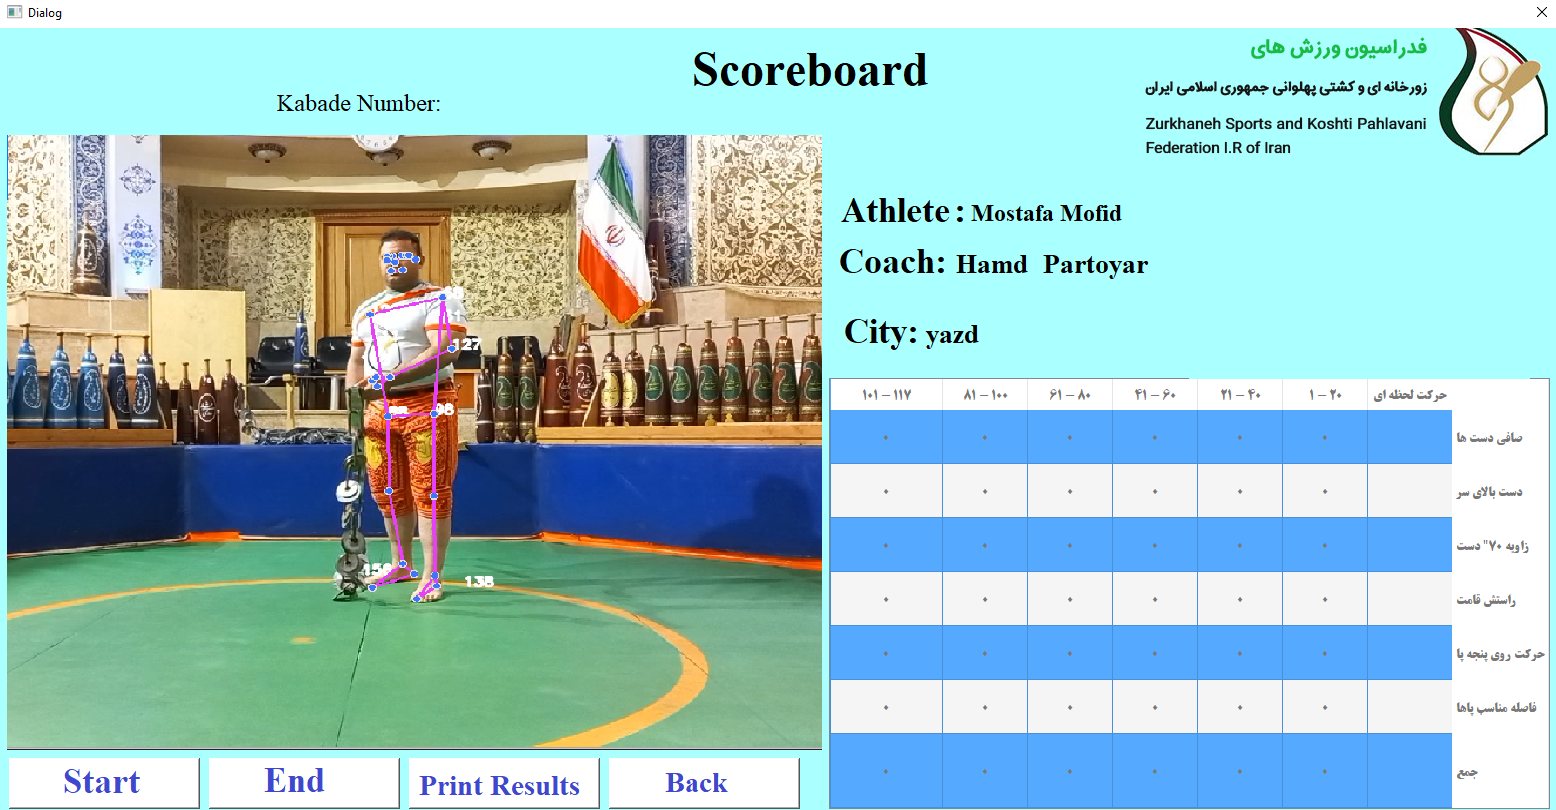 Dialog
Scoreboard
Kabade Number:
فدراسیون ورزش های
زورخانه ای و کشتی پهلوانی جمهوری اسلامی ایران
Zurkhaneh Sports and Koshti Pahlavani
Federation I.R of Iran
Athlete : Mostafa Mofid
Coach: Hamd Partoyar
City: yazd
127
98
138
حرکت لحظه ای ۱ – ۲۰ ۲۱ – ۴۰ ۴۱ – ۶۰ ۶۱ – ۸۰ ۸۱ – ۱۰۰ ۱۰۱ – ۱۱۷
صافی دست ها ۰ ۰ ۰ ۰ ۰ ۰
دست بالای سر ۰ ۰ ۰ ۰ ۰ ۰
زاویه ۷۰" دست ۰ ۰ ۰ ۰ ۰ ۰
راستش قامت ۰ ۰ ۰ ۰ ۰ ۰
حرکت روی پنجه پا ۰ ۰ ۰ ۰ ۰ ۰
فاصله مناسب پاها ۰ ۰ ۰ ۰ ۰ ۰
جمع ۰ ۰ ۰ ۰ ۰ ۰
Start
End
Print Results
Back